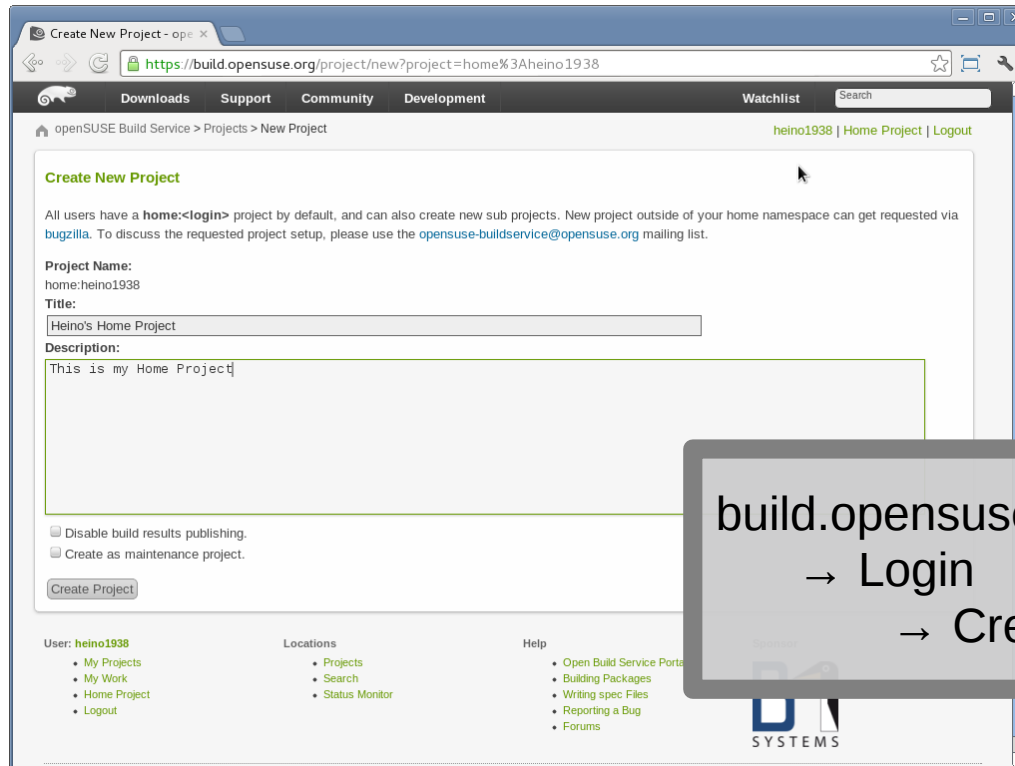 Create New Project - ope
https://build.opensuse.org/project/new?project=home%3Aheino1938
Downloads Support Community Development Watchlist Search
openSUSE Build Service > Projects > New Project heino1938 | Home Project | Logout
Create New Project
All users have a home:<login> project by default, and can also create new sub projects. New project outside of your home namespace can get requested via
bugzilla. To discuss the requested project setup, please use the opensuse-buildservice@opensuse.org mailing list.
Project Name:
home:heino1938
Title:
Heino's Home Project
Description:
This is my Home Project
Disable build results publishing.
Create as maintenance project.
Create Project
build.opensuse
→ Login
→ Cre
User: heino1938
My Projects
My Work
Home Project
Logout
Locations
Projects
Search
Status Monitor
Help
Open Build Service Porta
Building Packages
Writing spec Files
Reporting a Bug
Forums
SYSTEMS